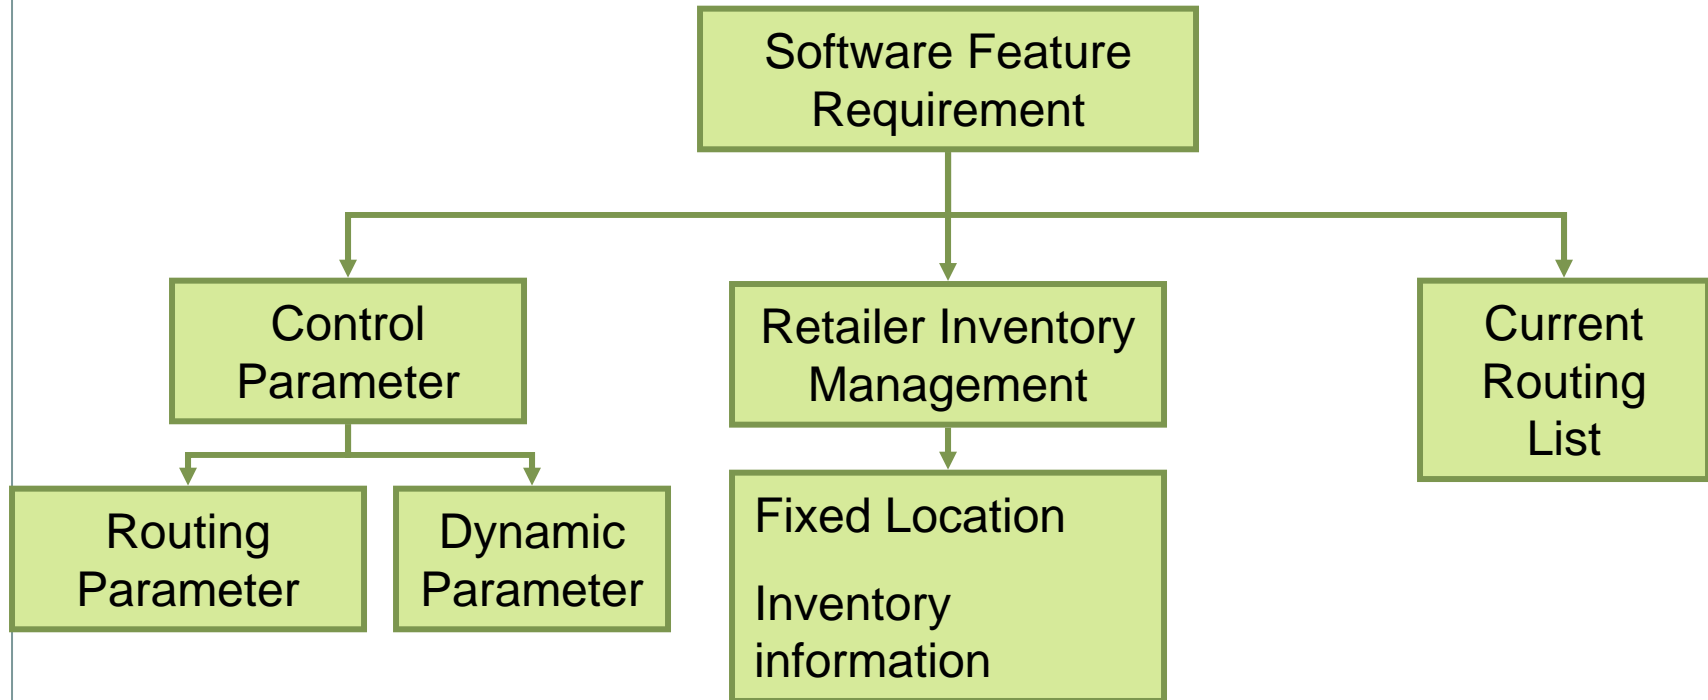 Software Feature
Requirement
Control
Parameter
Retailer Inventory
Management
Current
Routing
List
Routing
Parameter
Dynamic
Parameter
Fixed Location
Inventory
information